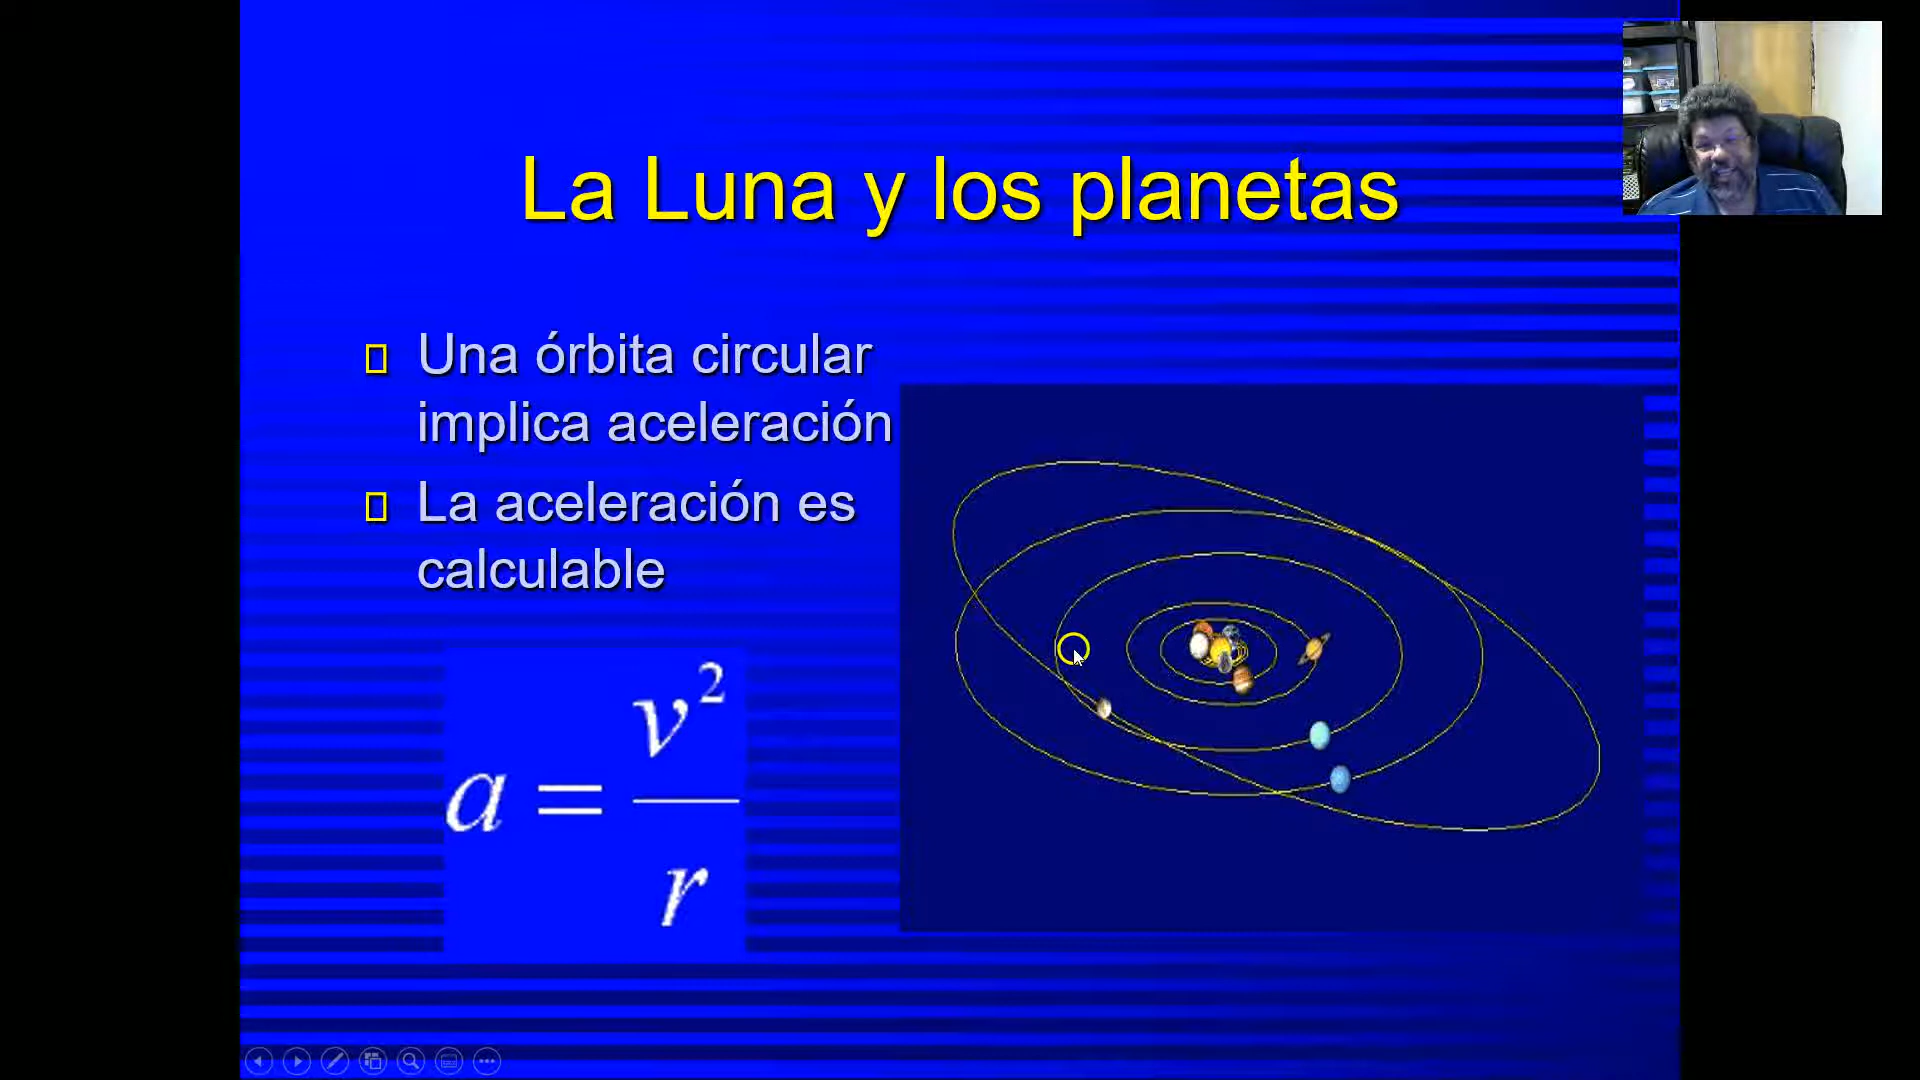 La Luna y los planetas
Una órbita circular
implica aceleración
La aceleración es
calculable
a = v² / r